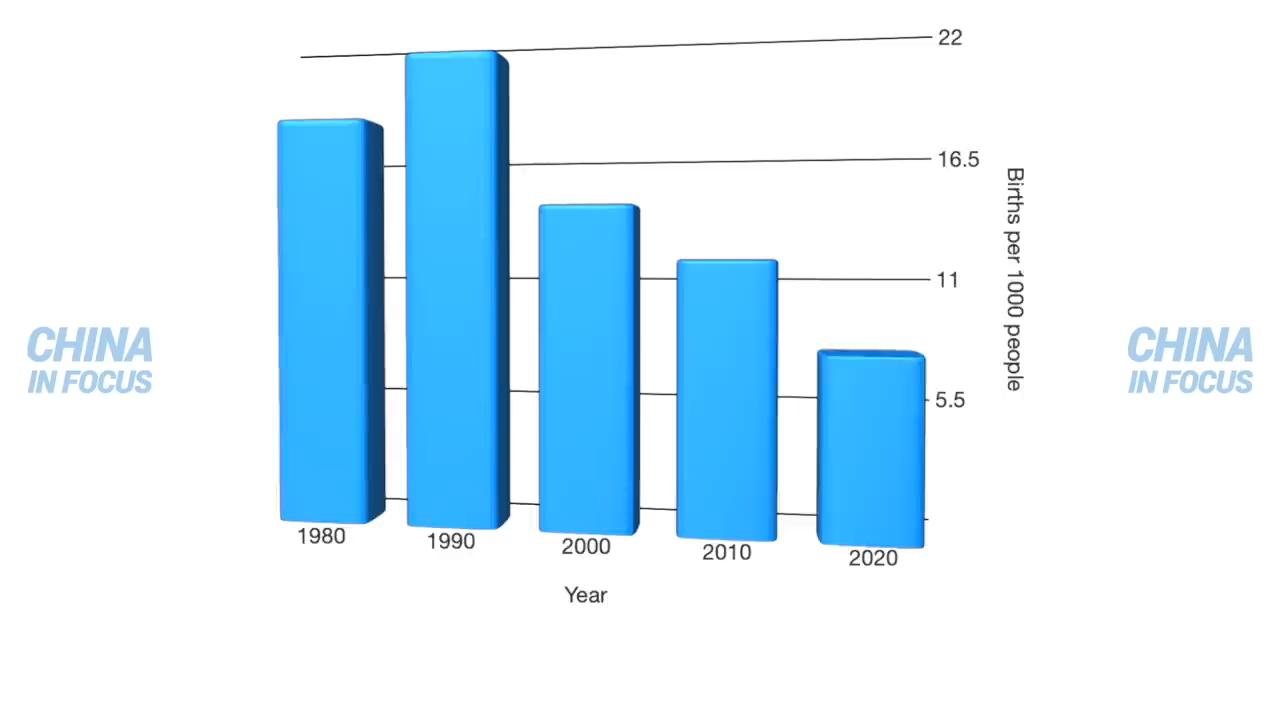 22
16.5
11
5.5
Births per 1000 people
CHINA
IN FOCUS
CHINA
IN FOCUS
1980
1990
2000
2010
2020
Year